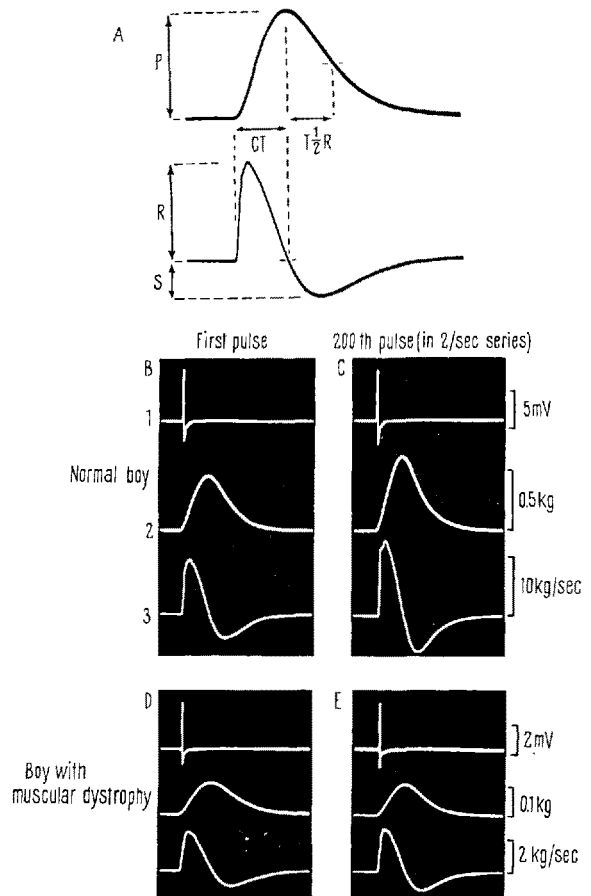 A
P
CT
T½R
R
S
First pulse
200 th pulse (in 2/sec series)
B
C
1
5mV
Normal boy
2
0.5kg
3
10kg/sec
D
E
2mV
Boy with
muscular dystrophy
0.1kg
2 kg/sec